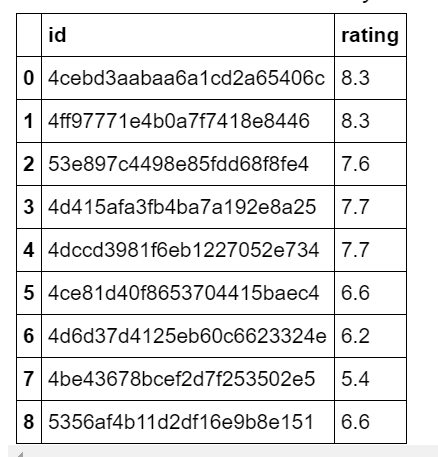 id rating
0 4cebd3aabaa6a1cd2a65406c 8.3
1 4ff97771e4b0a7f7418e8446 8.3
2 53e897c4498e85fdd68f8fe4 7.6
3 4d415afa3fb4ba7a192e8a25 7.7
4 4dccd3981f6eb1227052e734 7.7
5 4ce81d40f8653704415baec4 6.6
6 4d6d37d4125eb60c6623324e 6.2
7 4be43678bcef2d7f253502e5 5.4
8 5356af4b11d2df16e9b8e151 6.6